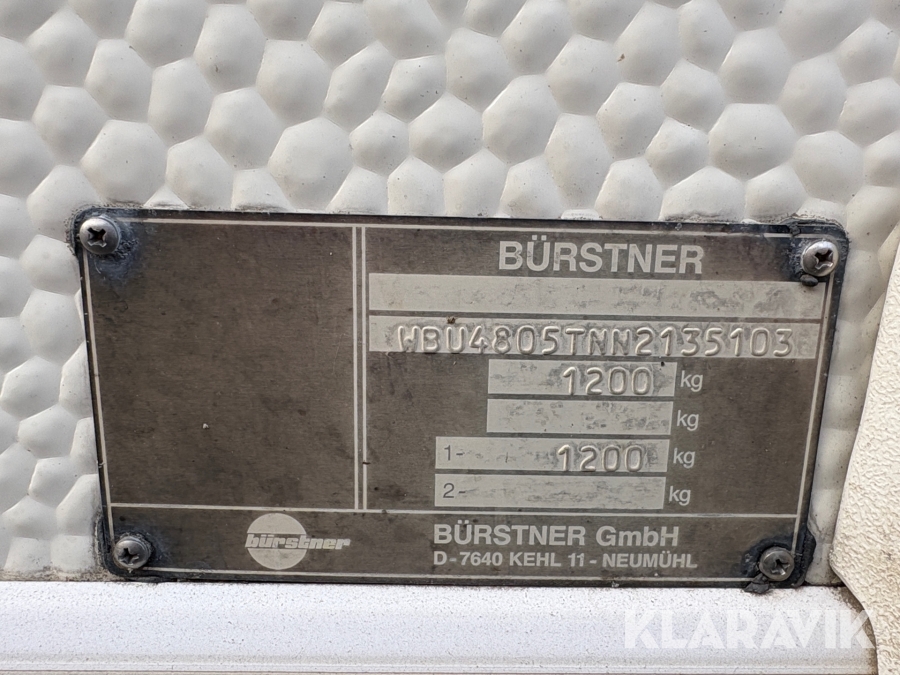 BÜRSTNER
WBU4805TNN2135103
1200 kg
kg
1- 1200 kg
2- kg
bürstner
BÜRSTNER GmbH
D-7640 KEHL 11-NEUMÜHL
KLARAVIK